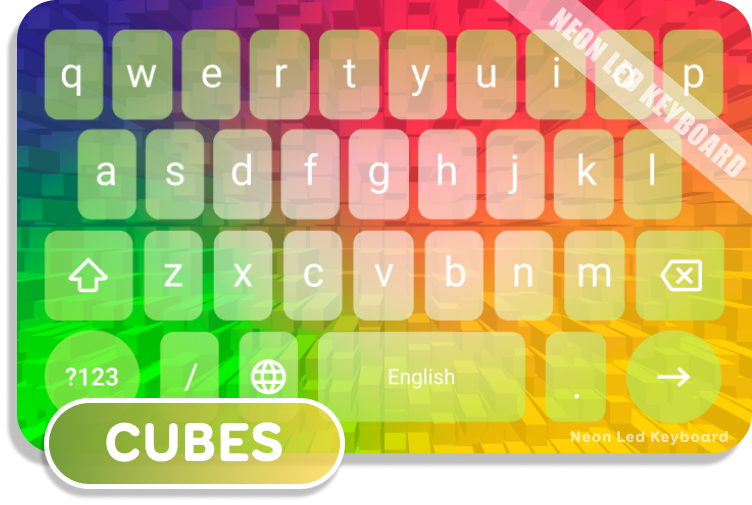 NEON LED KEYBOARD
q w e r t y u i o p
a s d f g h j k l
z x c v b n m
?123 / English . 
Neon Led Keyboard
CUBES